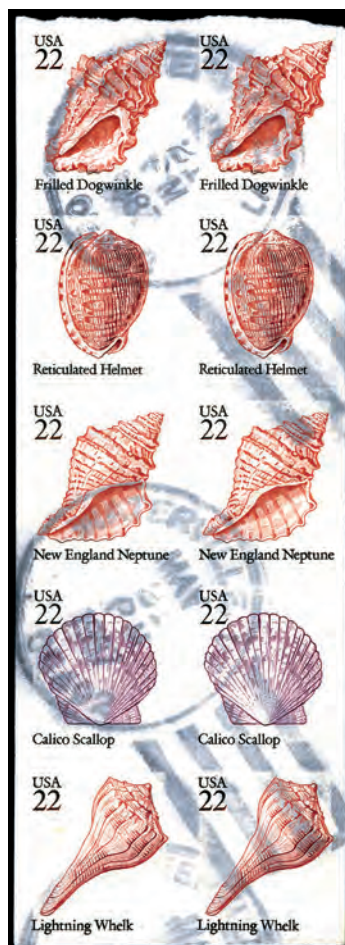 USA USA
22 22
Frilled Dogwinkle Frilled Dogwinkle
USA USA
22 22
Reticulated Helmet Reticulated Helmet
USA USA
22 22
New England Neptune New England Neptune
USA USA
22 22
Calico Scallop Calico Scallop
USA USA
22 22
Lightning Whelk Lightning Whelk